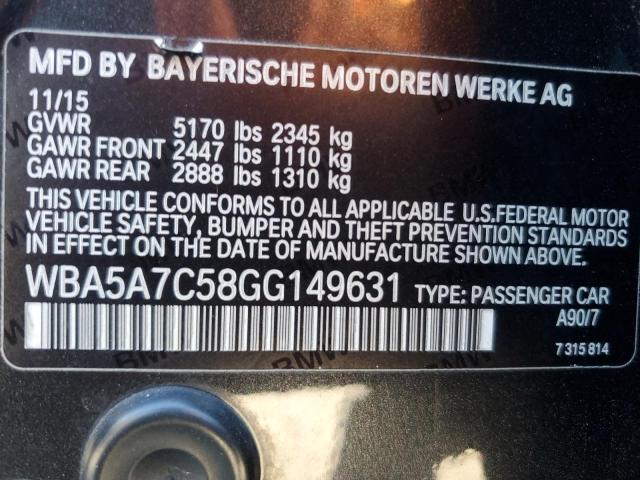 MFD BY BAYERISCHE MOTOREN WERKE AG
11/15
GVWR 5170 lbs 2345 kg
GAWR FRONT 2447 lbs 1110 kg
GAWR REAR 2888 lbs 1310 kg
THIS VEHICLE CONFORMS TO ALL APPLICABLE U.S.FEDERAL MOTOR
VEHICLE SAFETY, BUMPER AND THEFT PREVENTION STANDARDS
IN EFFECT ON THE DATE OF MANUFACTURE SHOWN ABOVE.
WBA5A7C58GG149631 TYPE: PASSENGER CAR
A90/7
7 315 814